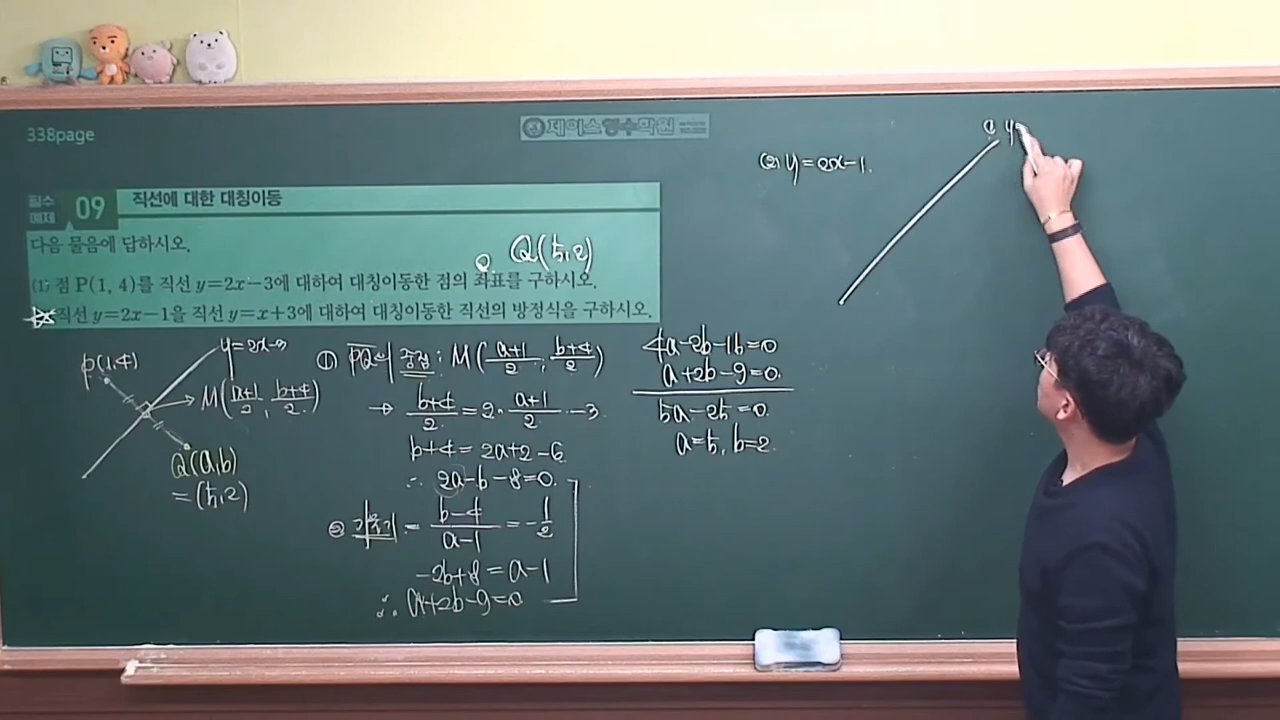 338page
제이스영수학원
필수 예제 09 직선에 대한 대칭이동
다음 물음에 답하시오.
Q(5,2)
(1) 점 P(1, 4)를 직선 y=2x-3에 대하여 대칭이동한 점의 좌표를 구하시오.
직선 y=2x-1을 직선 y=x+3에 대하여 대칭이동한 직선의 방정식을 구하시오.
P(1,4)
y=2x-3
M(a+1/2, b+4/2)
Q(a,b)
=(5,2)
① PQ의 중점: M(a+1/2, b+4/2)
→ b+4/2=2·a+1/2-3
b+4=2a+2-6
∴ 2a-b-8=0.
② 기울기 = b-4/a-1 = -1/2
-2b+8=a-1
∴ a+2b-9=0
4a-2b-16=0
a+2b-9=0.
5a-25=0.
a=5, b=2.
(2) y=2x-1.
y